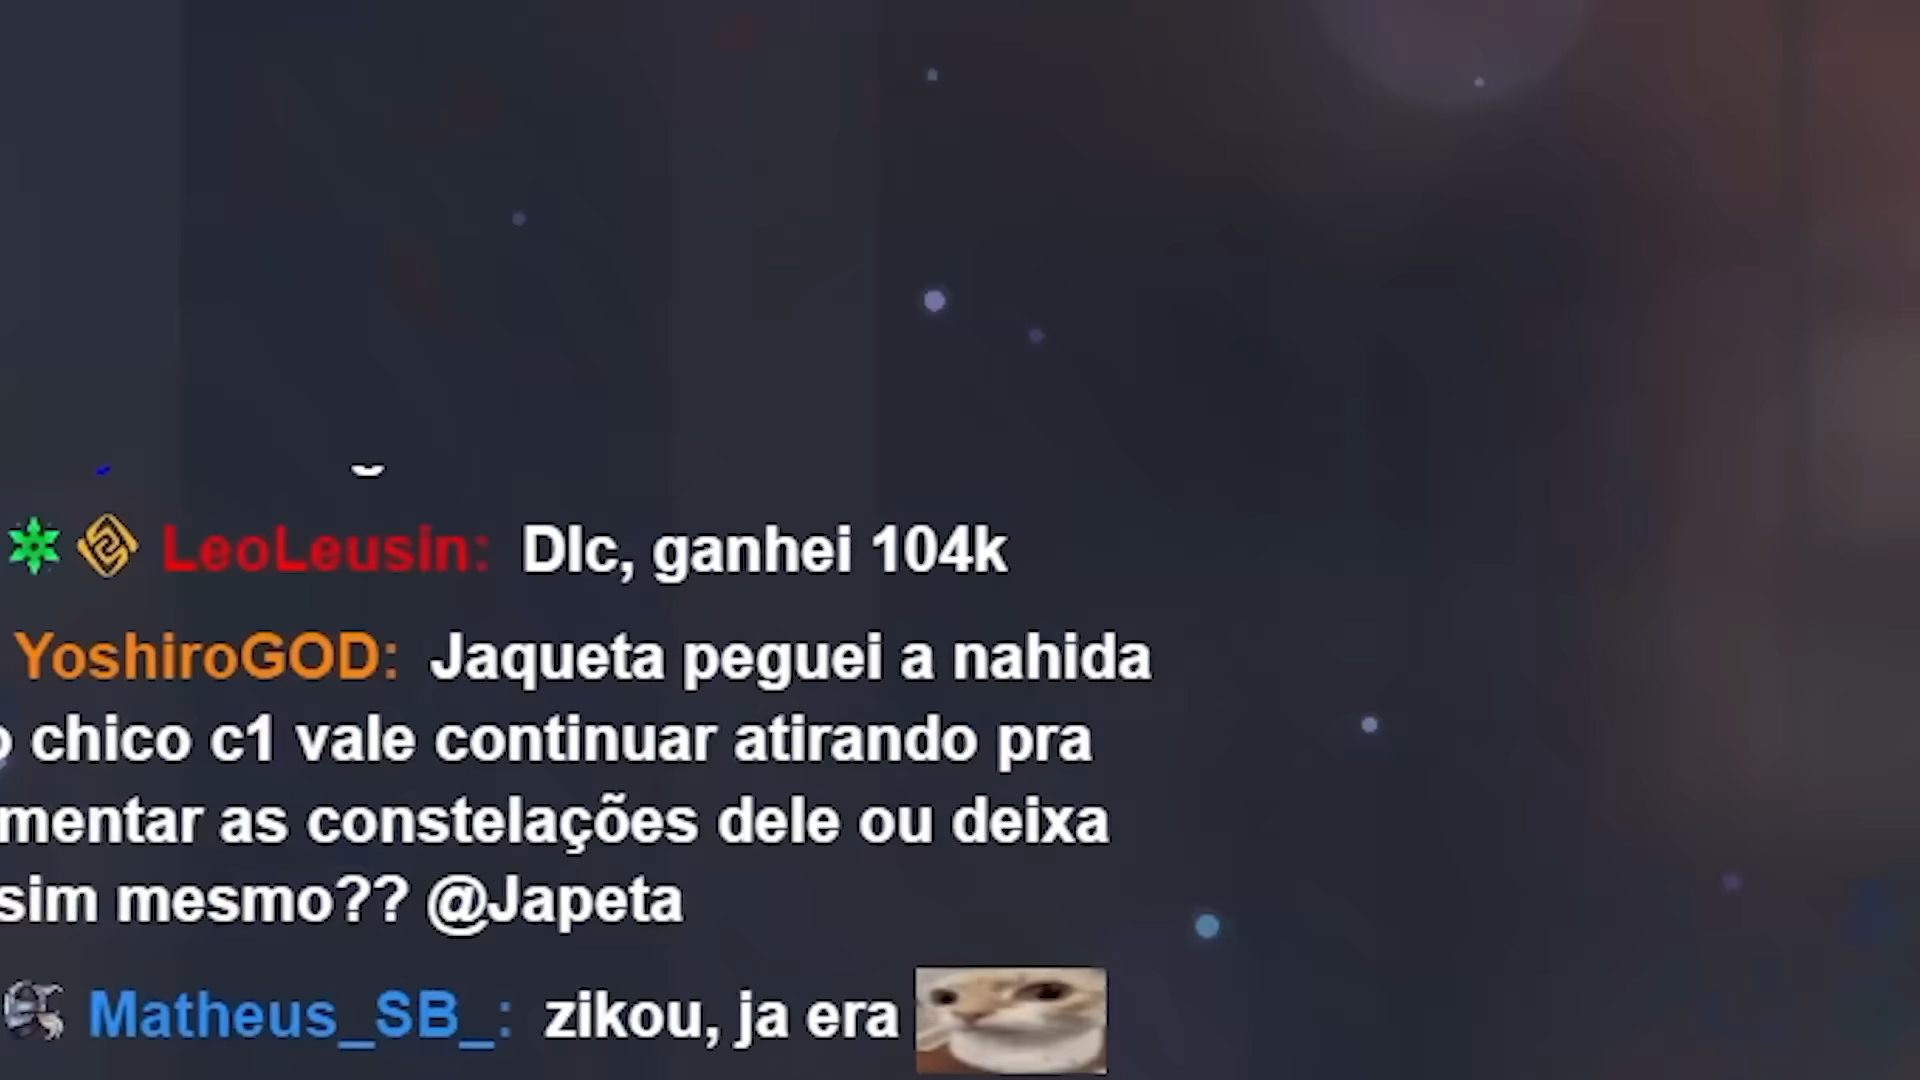 LeoLeusin: Dlc, ganhei 104k
YoshiroGOD: Jaqueta peguei a nahida
chico c1 vale continuar atirando pra
mentar as constelações dele ou deixa
sim mesmo?? @Japeta
Matheus_SB_: zikou, ja era